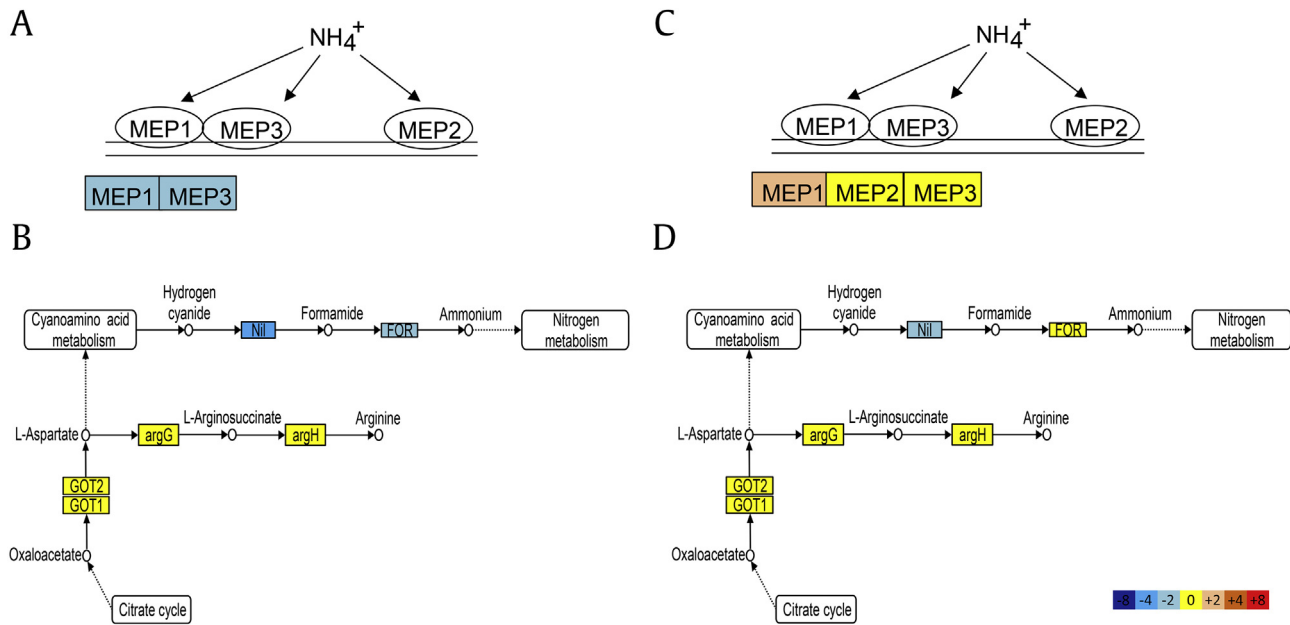 A
NH4+
MEP1
MEP3
MEP2
MEP1
MEP3
C
NH4+
MEP1
MEP3
MEP2
MEP1
MEP2
MEP3
B
Cyanoamino acid
metabolism
Hydrogen
cyanide
Nil
Formamide
FOR
Ammonium
Nitrogen
metabolism
L-Aspartate
argG
L-Arginosuccinate
argH
Arginine
GOT2
GOT1
Oxaloacetate
Citrate cycle
D
Cyanoamino acid
metabolism
Hydrogen
cyanide
Nil
Formamide
FOR
Ammonium
Nitrogen
metabolism
L-Aspartate
argG
L-Arginosuccinate
argH
Arginine
GOT2
GOT1
Oxaloacetate
Citrate cycle
-8 -4 -2 0 +2 +4 +8